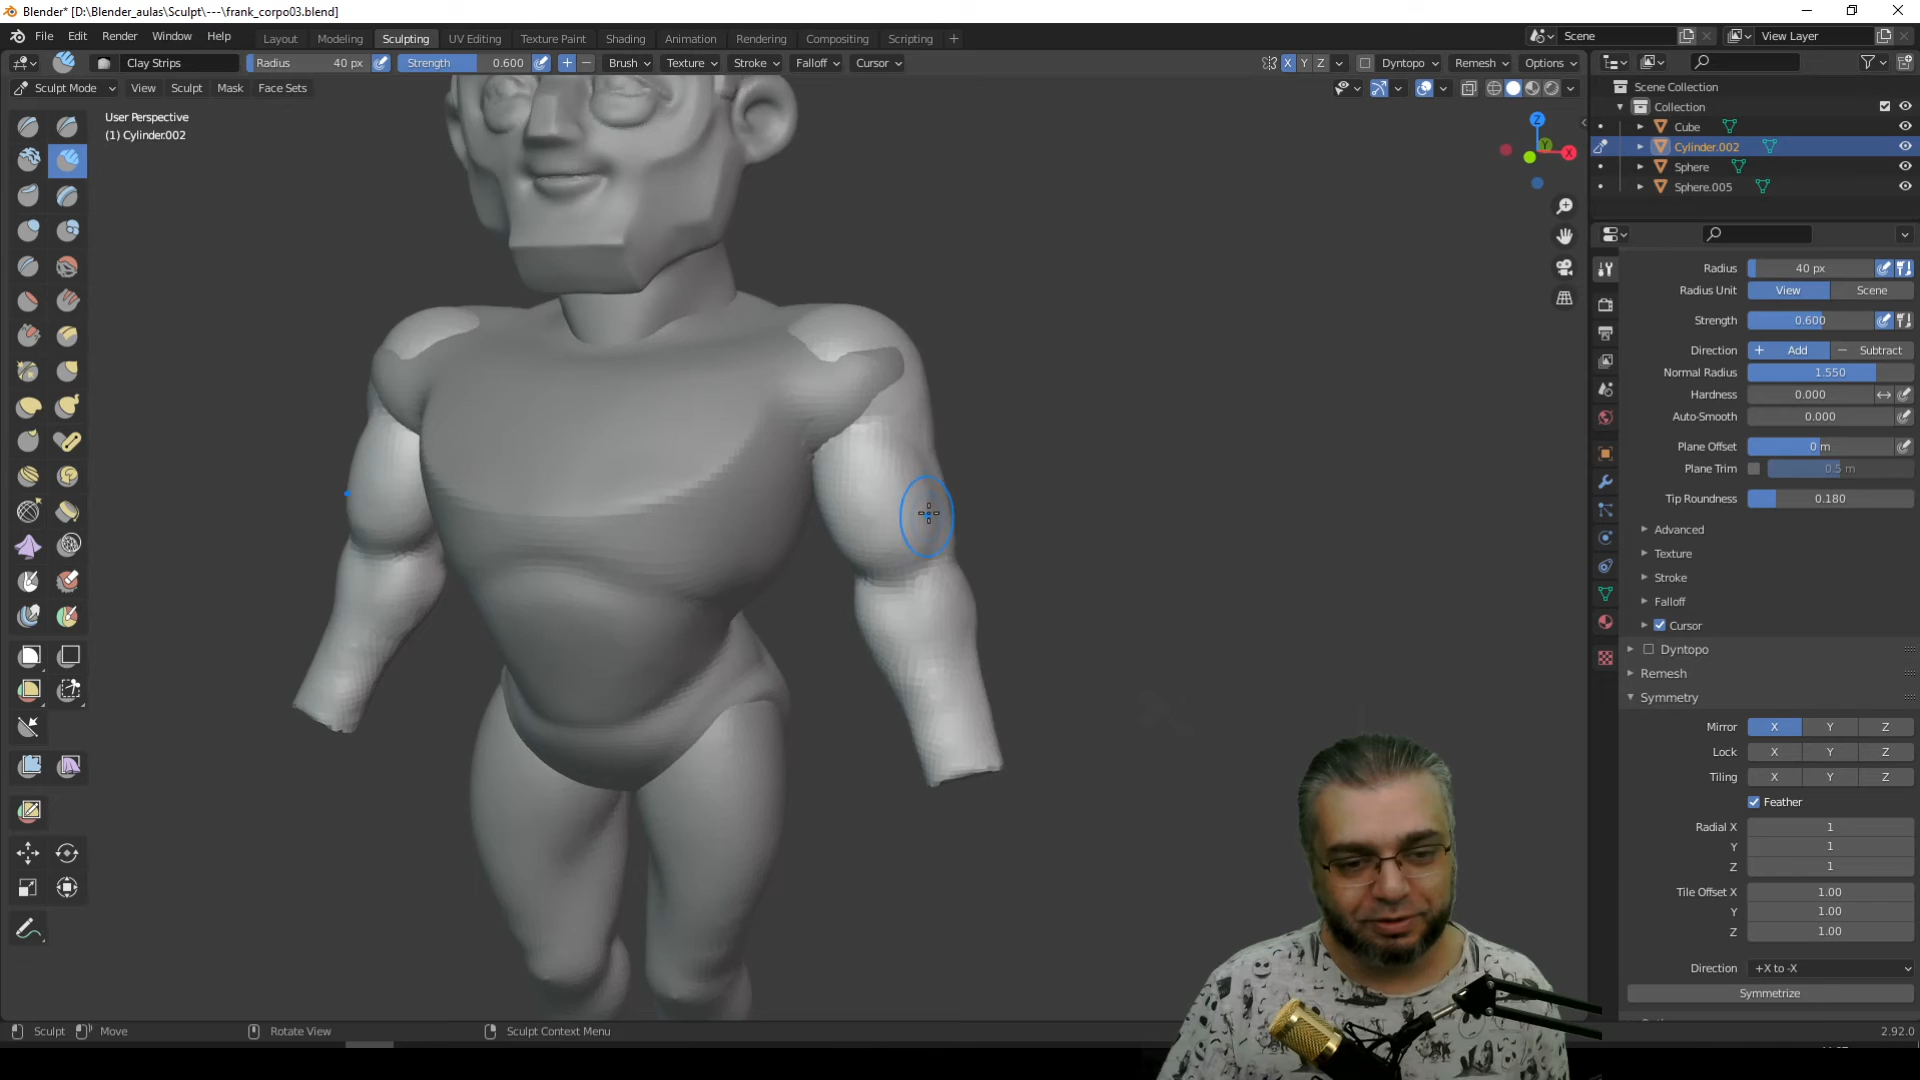 Blender* [D:\Blender_aulas\Sculpt\---\frank_corpo03.blend]
File Edit Render Window Help
Layout Modeling Sculpting UV Editing Texture Paint Shading Animation Rendering Compositing Scripting +
Scene
View Layer
Clay Strips
Radius 40 px
Strength 0.600
+ −
Brush Texture Stroke Falloff Cursor
X Y Z
Dyntopo Remesh Options
Sculpt Mode View Sculpt Mask Face Sets
User Perspective
(1) Cylinder.002
Z
Y
X
Scene Collection
Collection
Cube
Cylinder.002
Sphere
Sphere.005
Radius 40 px
Radius Unit View Scene
Strength 0.600
Direction + Add − Subtract
Normal Radius 1.550
Hardness 0.000
Auto-Smooth 0.000
Plane Offset 0 m
Plane Trim 0.5 m
Tip Roundness 0.180
Advanced
Texture
Stroke
Falloff
Cursor
Dyntopo
Remesh
Symmetry
Mirror X Y Z
Lock X Y Z
Tiling X Y Z
Feather
Radial X 1
Y 1
Z 1
Tile Offset X 1.00
Y 1.00
Z 1.00
Direction +X to -X
Symmetrize
Sculpt Move Rotate View Sculpt Context Menu 2.92.0